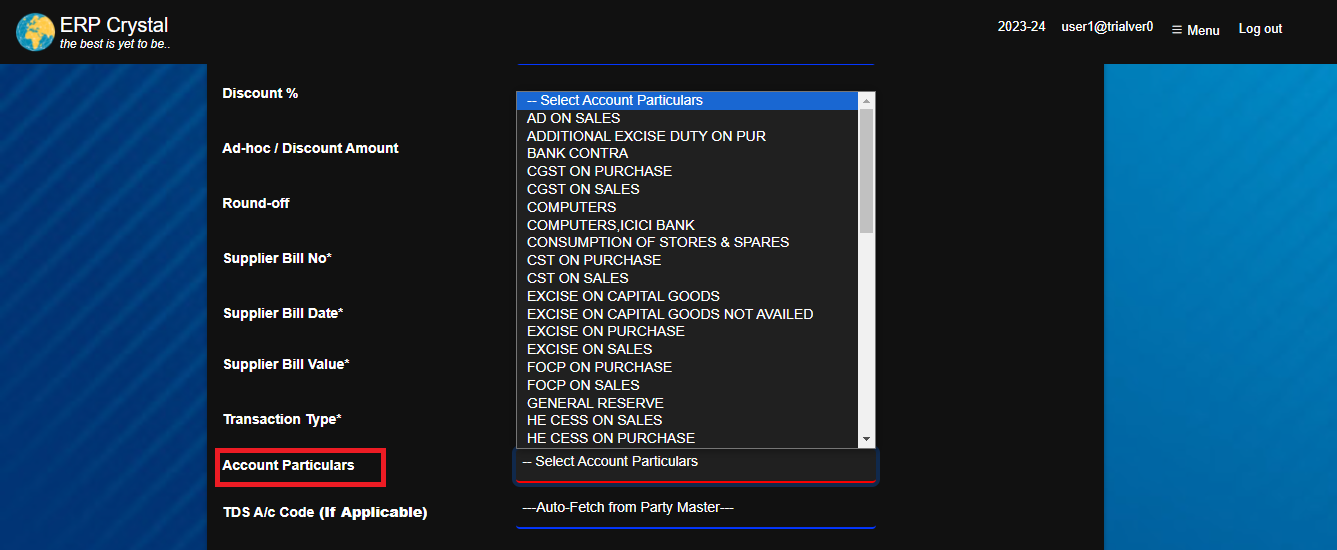 ERP Crystal
the best is yet to be..
2023-24 user1@trialver0 ☰ Menu Log out
Discount %
Ad-hoc / Discount Amount
Round-off
Supplier Bill No*
Supplier Bill Date*
Supplier Bill Value*
Transaction Type*
-- Select Account Particulars
AD ON SALES
ADDITIONAL EXCISE DUTY ON PUR
BANK CONTRA
CGST ON PURCHASE
CGST ON SALES
COMPUTERS
COMPUTERS,ICICI BANK
CONSUMPTION OF STORES & SPARES
CST ON PURCHASE
CST ON SALES
EXCISE ON CAPITAL GOODS
EXCISE ON CAPITAL GOODS NOT AVAILED
EXCISE ON PURCHASE
EXCISE ON SALES
FOCP ON PURCHASE
FOCP ON SALES
GENERAL RESERVE
HE CESS ON SALES
HE CESS ON PURCHASE
Account Particulars -- Select Account Particulars
TDS A/c Code (If Applicable) ---Auto-Fetch from Party Master---